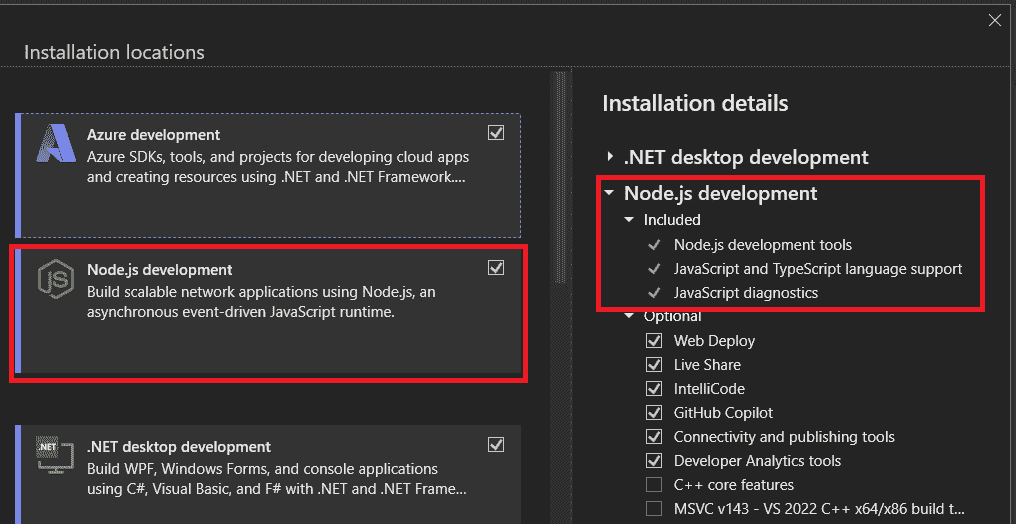 Installation locations
Azure development
Azure SDKs, tools, and projects for developing cloud apps
and creating resources using .NET and .NET Framework....
JS
Node.js development
Build scalable network applications using Node.js, an
asynchronous event-driven JavaScript runtime.
.NET
.NET desktop development
Build WPF, Windows Forms, and console applications
using C#, Visual Basic, and F# with .NET and .NET Frame...
Installation details
.NET desktop development
Node.js development
Included
Node.js development tools
JavaScript and TypeScript language support
JavaScript diagnostics
Optional
Web Deploy
Live Share
IntelliCode
GitHub Copilot
Connectivity and publishing tools
Developer Analytics tools
C++ core features
MSVC v143 - VS 2022 C++ x64/x86 build t...